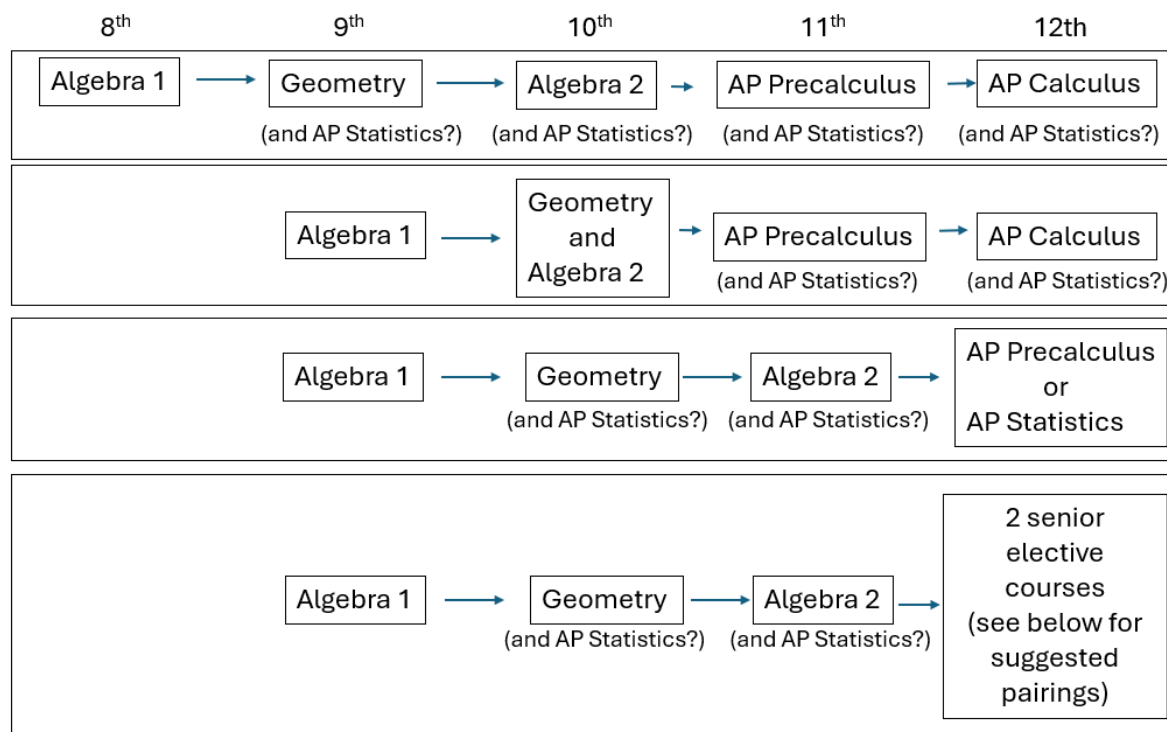 8th 9th 10th 11th 12th
Algebra 1 Geometry Algebra 2 AP Precalculus AP Calculus
(and AP Statistics?) (and AP Statistics?) (and AP Statistics?) (and AP Statistics?)
Algebra 1
Geometry
and
Algebra 2
AP Precalculus
(and AP Statistics?)
AP Calculus
(and AP Statistics?)
Algebra 1
Geometry
(and AP Statistics?)
Algebra 2
(and AP Statistics?)
AP Precalculus
or
AP Statistics
Algebra 1
Geometry
(and AP Statistics?)
Algebra 2
(and AP Statistics?)
2 senior
elective
courses
(see below for
suggested
pairings)